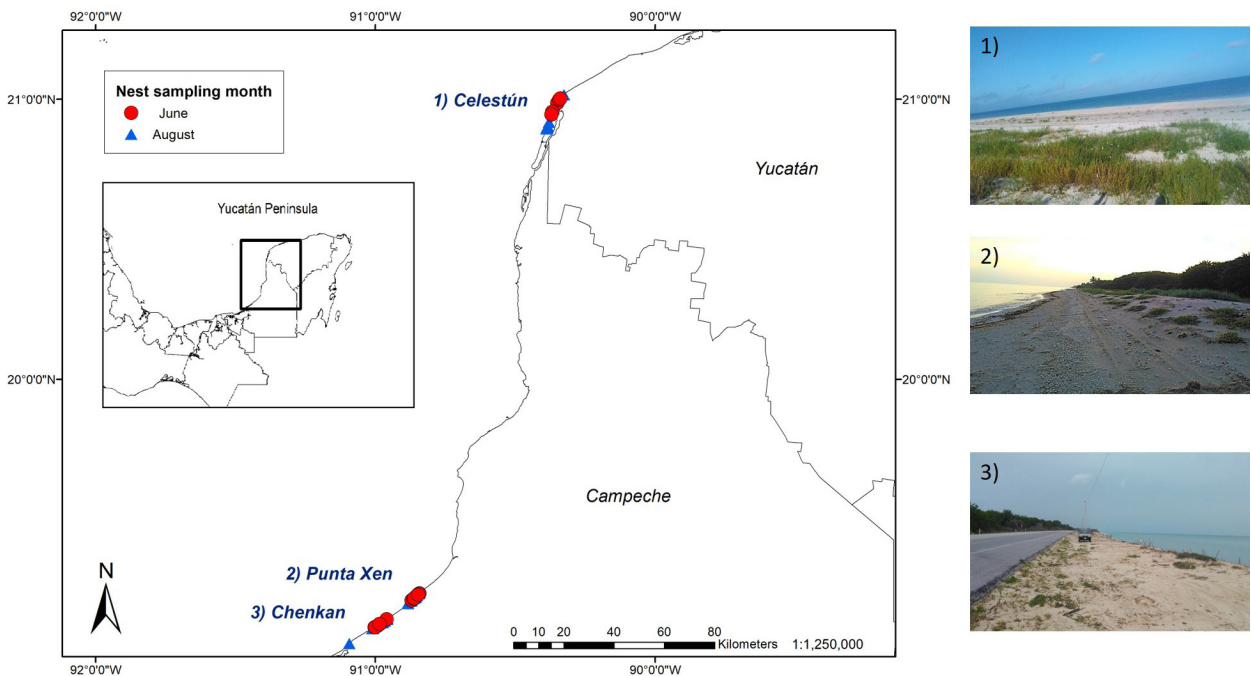 92°0'0"W
91°0'0"W
90°0'0"W
Nest sampling month
June
August
1) Celestún
21°0'0"N
21°0'0"N
Yucatán
Yucatán Peninsula
20°0'0"N
20°0'0"N
Campeche
N
2) Punta Xen
3) Chenkan
0 10 20 40 60 80
Kilometers 1:1,250,000
92°0'0"W
91°0'0"W
90°0'0"W
1)
2)
3)